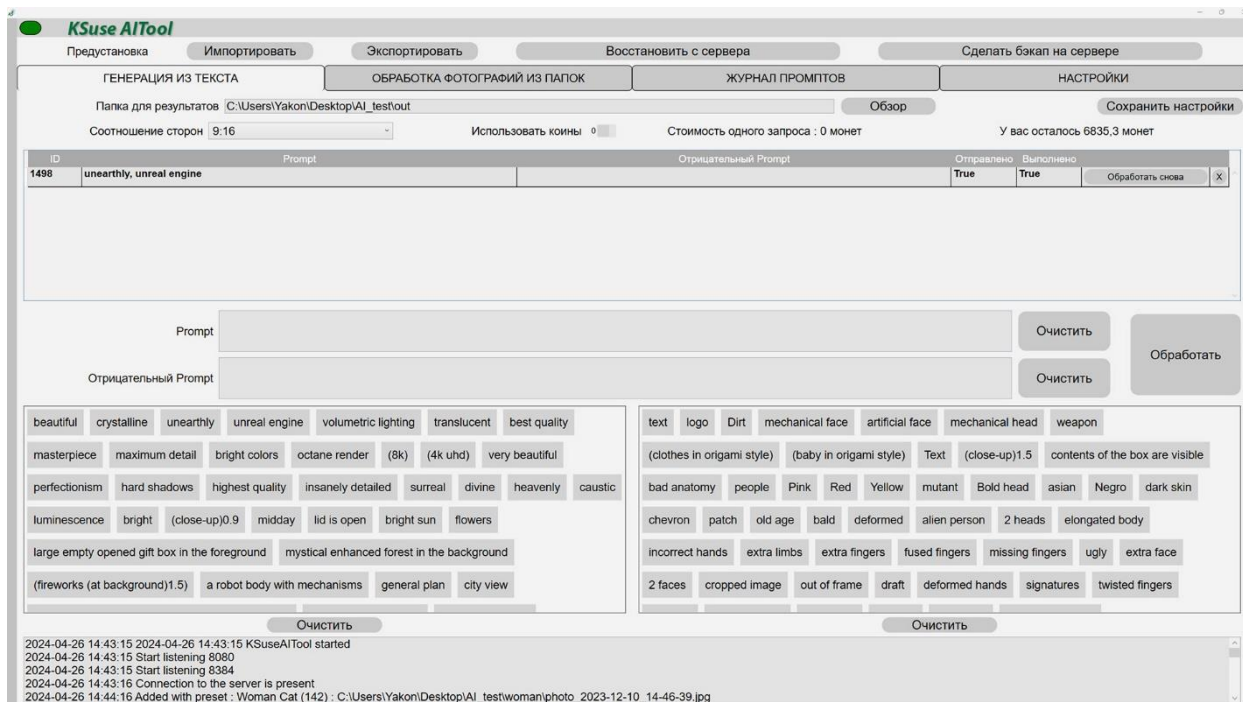 KSuse AITool
Предустановка Импортировать Экспортировать Восстановить с сервера Сделать бэкап на сервере
ГЕНЕРАЦИЯ ИЗ ТЕКСТА ОБРАБОТКА ФОТОГРАФИЙ ИЗ ПАПОК ЖУРНАЛ ПРОМПТОВ НАСТРОЙКИ
Папка для результатов C:\Users\Yakon\Desktop\AI_test\out Обзор Сохранить настройки
Соотношение сторон 9:16 Использовать коины 0 Стоимость одного запроса : 0 монет У вас осталось 6835,3 монет
ID Prompt Отрицательный Prompt Отправлено Выполнено
1498 unearthly, unreal engine True True Обработать снова X
Prompt Очистить
Обработать
Отрицательный Prompt Очистить
beautiful crystalline unearthly unreal engine volumetric lighting translucent best quality
masterpiece maximum detail bright colors octane render (8k) (4k uhd) very beautiful
perfectionism hard shadows highest quality insanely detailed surreal divine heavenly caustic
luminescence bright (close-up)0.9 midday lid is open bright sun flowers
large empty opened gift box in the foreground mystical enhanced forest in the background
(fireworks (at background)1.5) a robot body with mechanisms general plan city view
Очистить
text logo Dirt mechanical face artificial face mechanical head weapon
(clothes in origami style) (baby in origami style) Text (close-up)1.5 contents of the box are visible
bad anatomy people Pink Red Yellow mutant Bold head asian Negro dark skin
chevron patch old age bald deformed alien person 2 heads elongated body
incorrect hands extra limbs extra fingers fused fingers missing fingers ugly extra face
2 faces cropped image out of frame draft deformed hands signatures twisted fingers
Очистить
2024-04-26 14:43:15 2024-04-26 14:43:15 KSuseAITool started
2024-04-26 14:43:15 Start listening 8080
2024-04-26 14:43:15 Start listening 8384
2024-04-26 14:43:16 Connection to the server is present
2024-04-26 14:44:16 Added with preset : Woman Cat (142) : C:\Users\Yakon\Desktop\AI_test\woman\photo_2023-12-10_14-46-39.jpg